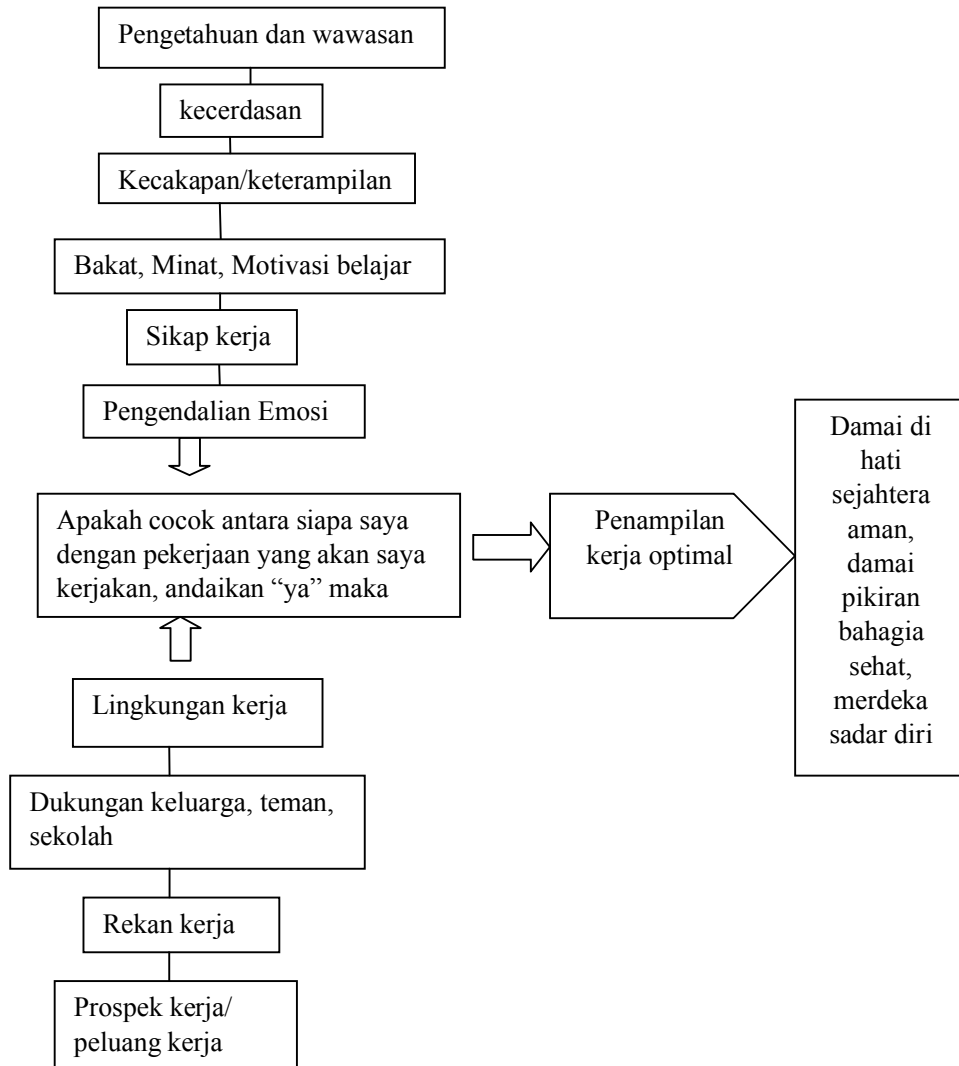 Pengetahuan dan wawasan
kecerdasan
Kecakapan/keterampilan
Bakat, Minat, Motivasi belajar
Sikap kerja
Pengendalian Emosi
Apakah cocok antara siapa saya
dengan pekerjaan yang akan saya
kerjakan, andaikan “ya” maka
Penampilan
kerja optimal
Damai di
hati
sejahtera
aman,
damai
pikiran
bahagia
sehat,
merdeka
sadar diri
Lingkungan kerja
Dukungan keluarga, teman,
sekolah
Rekan kerja
Prospek kerja/
peluang kerja